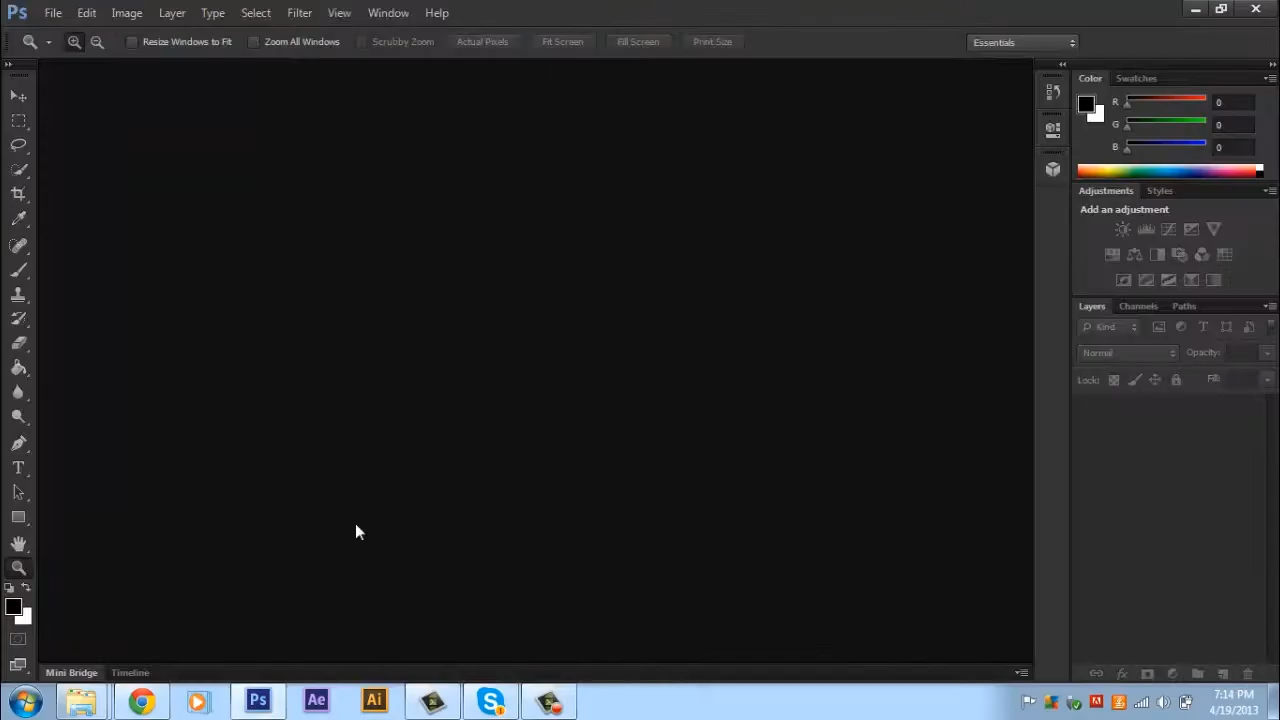 Ps File Edit Image Layer Type Select Filter View Window Help
Resize Windows to Fit Zoom All Windows Scrubby Zoom Actual Pixels Fit Screen Fill Screen Print Size Essentials
Color Swatches
R 0
G 0
B 0
Adjustments Styles
Add an adjustment
Layers Channels Paths
Kind
Normal Opacity:
Lock: Fill:
T
Mini Bridge Timeline
Ps Ae Ai
7:14 PM
4/19/2013